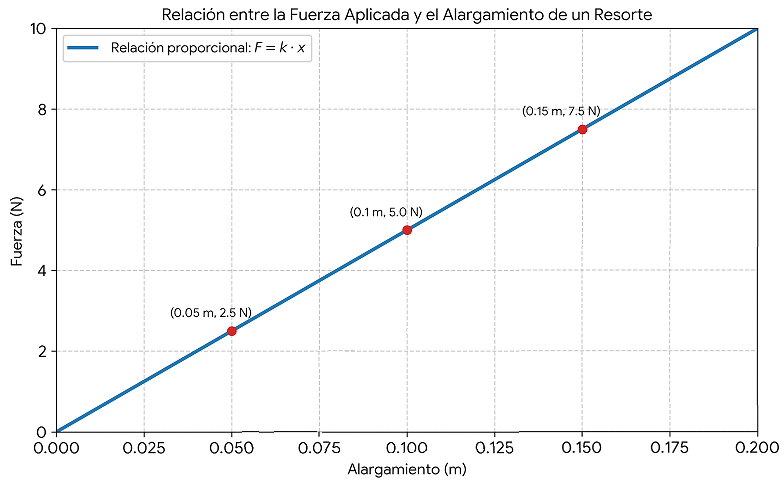 Relación entre la Fuerza Aplicada y el Alargamiento de un Resorte
Relación proporcional: F = k · x
10
8
6
4
2
0
Fuerza (N)
(0.15 m, 7.5 N)
(0.1 m, 5.0 N)
(0.05 m, 2.5 N)
0.000 0.025 0.050 0.075 0.100 0.125 0.150 0.175 0.200
Alargamiento (m)